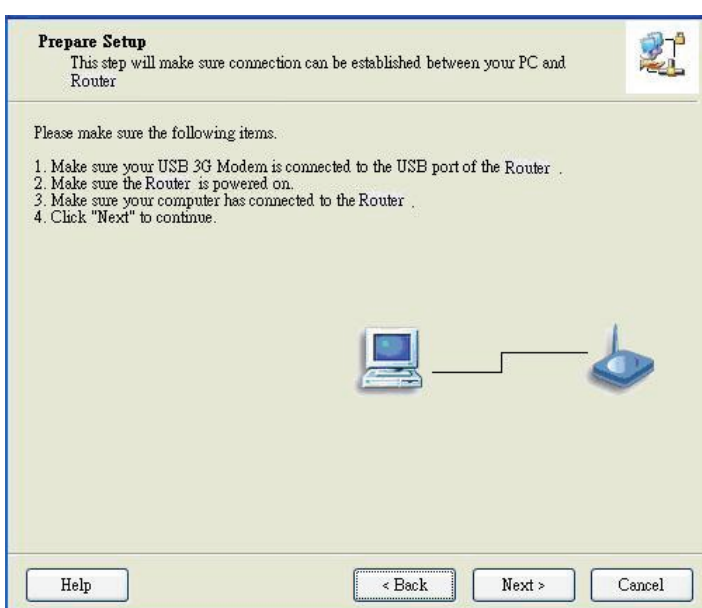 Prepare Setup
This step will make sure connection can be established between your PC and
Router
Please make sure the following items.
1. Make sure your USB 3G Modem is connected to the USB port of the Router .
2. Make sure the Router is powered on.
3. Make sure your computer has connected to the Router .
4. Click "Next" to continue.
Help
< Back
Next >
Cancel